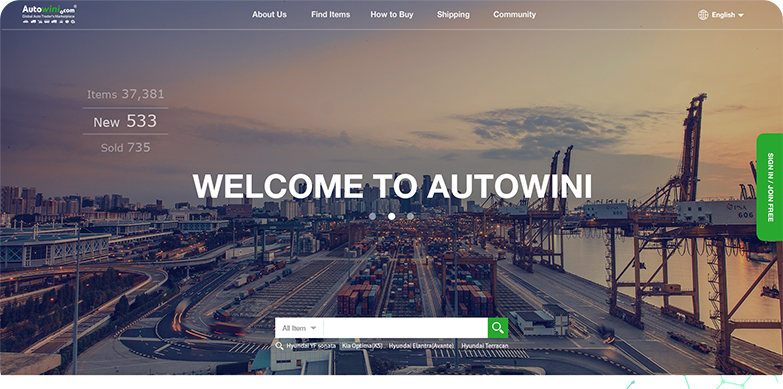 Autowini.com®
Global Auto Trader's Marketplace
About Us Find Items How to Buy Shipping Community English
Items 37,381
New 533
Sold 735
WELCOME TO AUTOWINI
SIGN IN / JOIN FREE
All Item
Hyundai YF sonata Kia Optima(K5) Hyundai Elantra(Avante) Hyundai Terracan